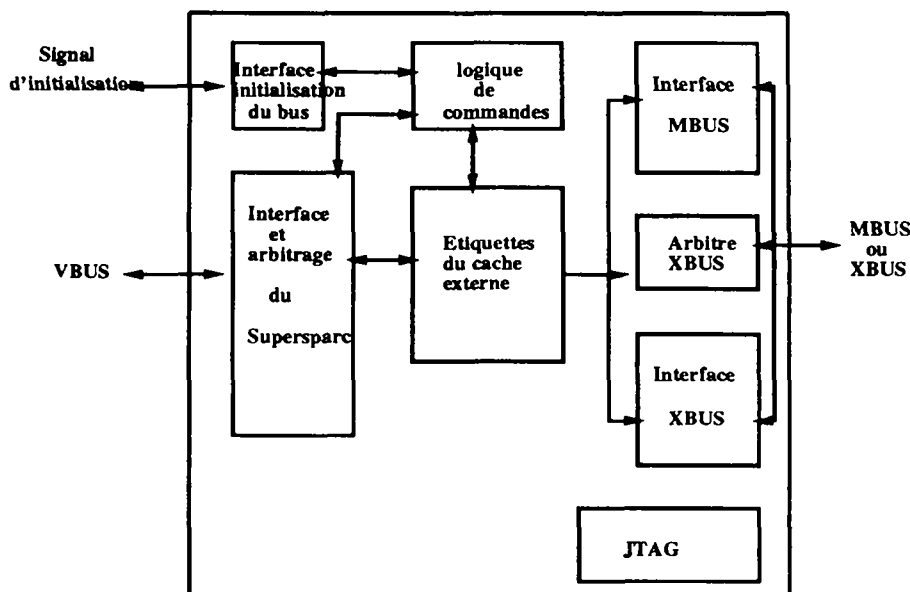 Signal
d'initialisation
Interface
initialisation
du bus
logique
de
commandes
Interface
MBUS
Interface
et
arbitrage
du
Supersparc
VBUS
Etiquettes
du cache
externe
Arbitre
XBUS
MBUS
ou
XBUS
Interface
XBUS
JTAG